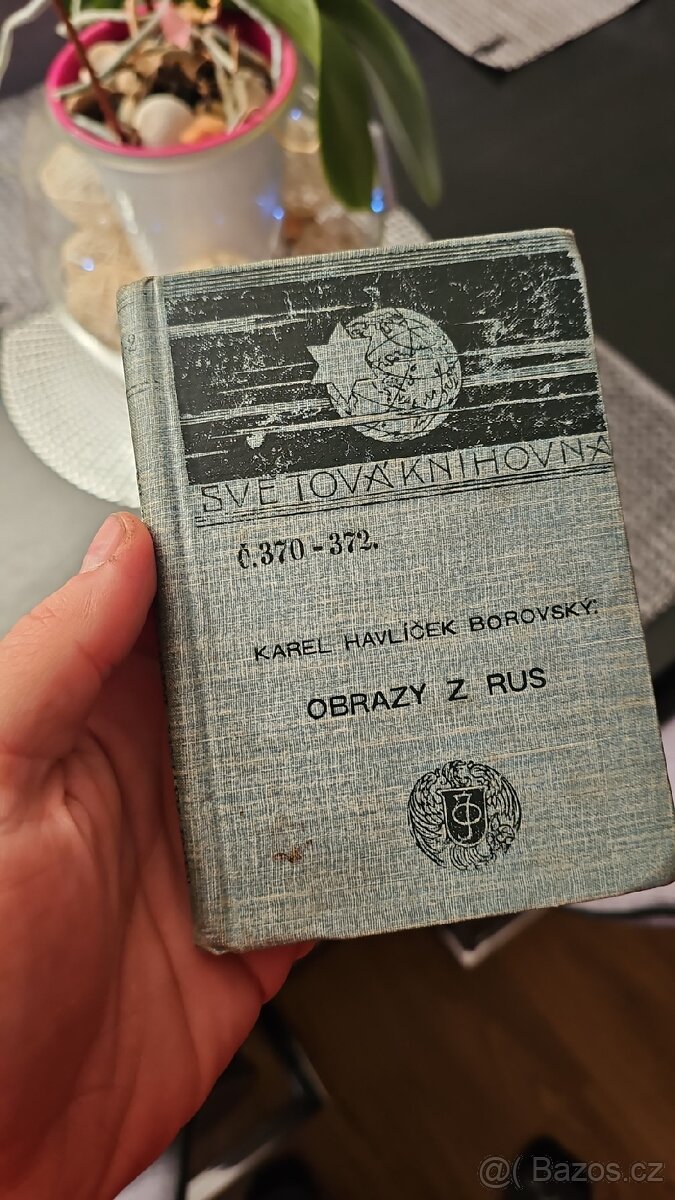 SVĚTOVÁ KNIHOVNA
č.370-372.
KAREL HAVLÍČEK BOROVSKÝ:
OBRAZY Z RUS
@( Bazos.cz